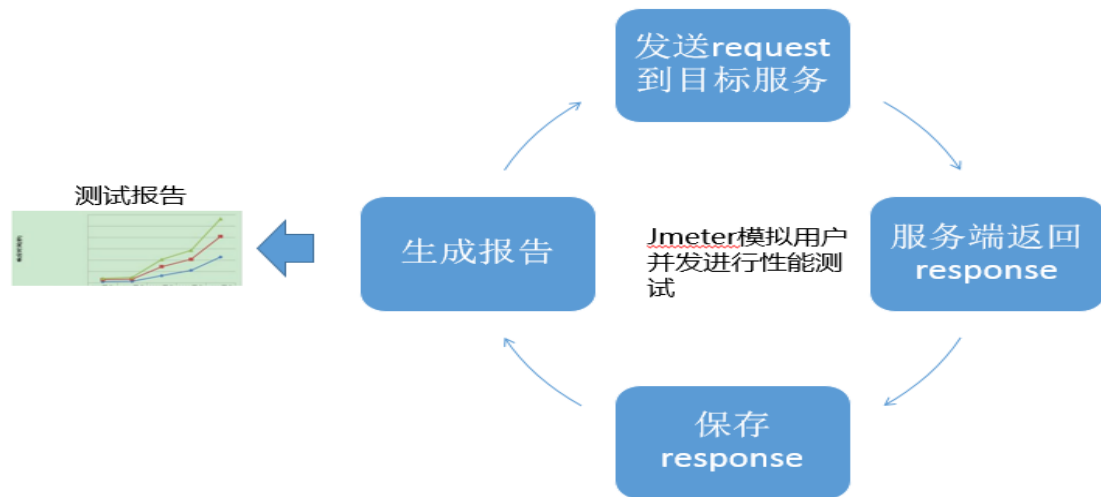 发送request
到目标服务
测试报告
生成报告
Jmeter模拟用户
并发进行性能测
试
服务端返回
response
保存
response